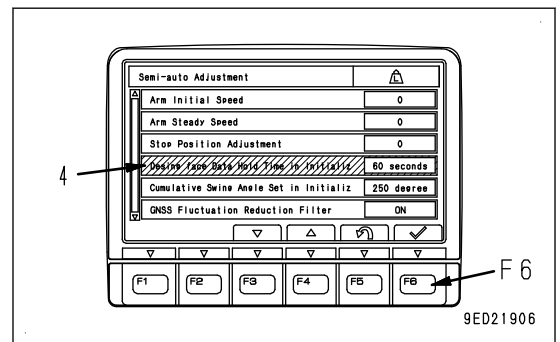 Semi-auto Adjustment L
Arm Initial Speed 0
Arm Steady Speed 0
Stop Position Adjustment 0
4 Desing face Data Hold Time in Initializ 60 seconds
Cumulative Swing Angle Set in Initializ 250 degree
GNSS Fluctuation Reduction Filter ON
F1 F2 F3 F4 F5 F6 F6
9ED21906